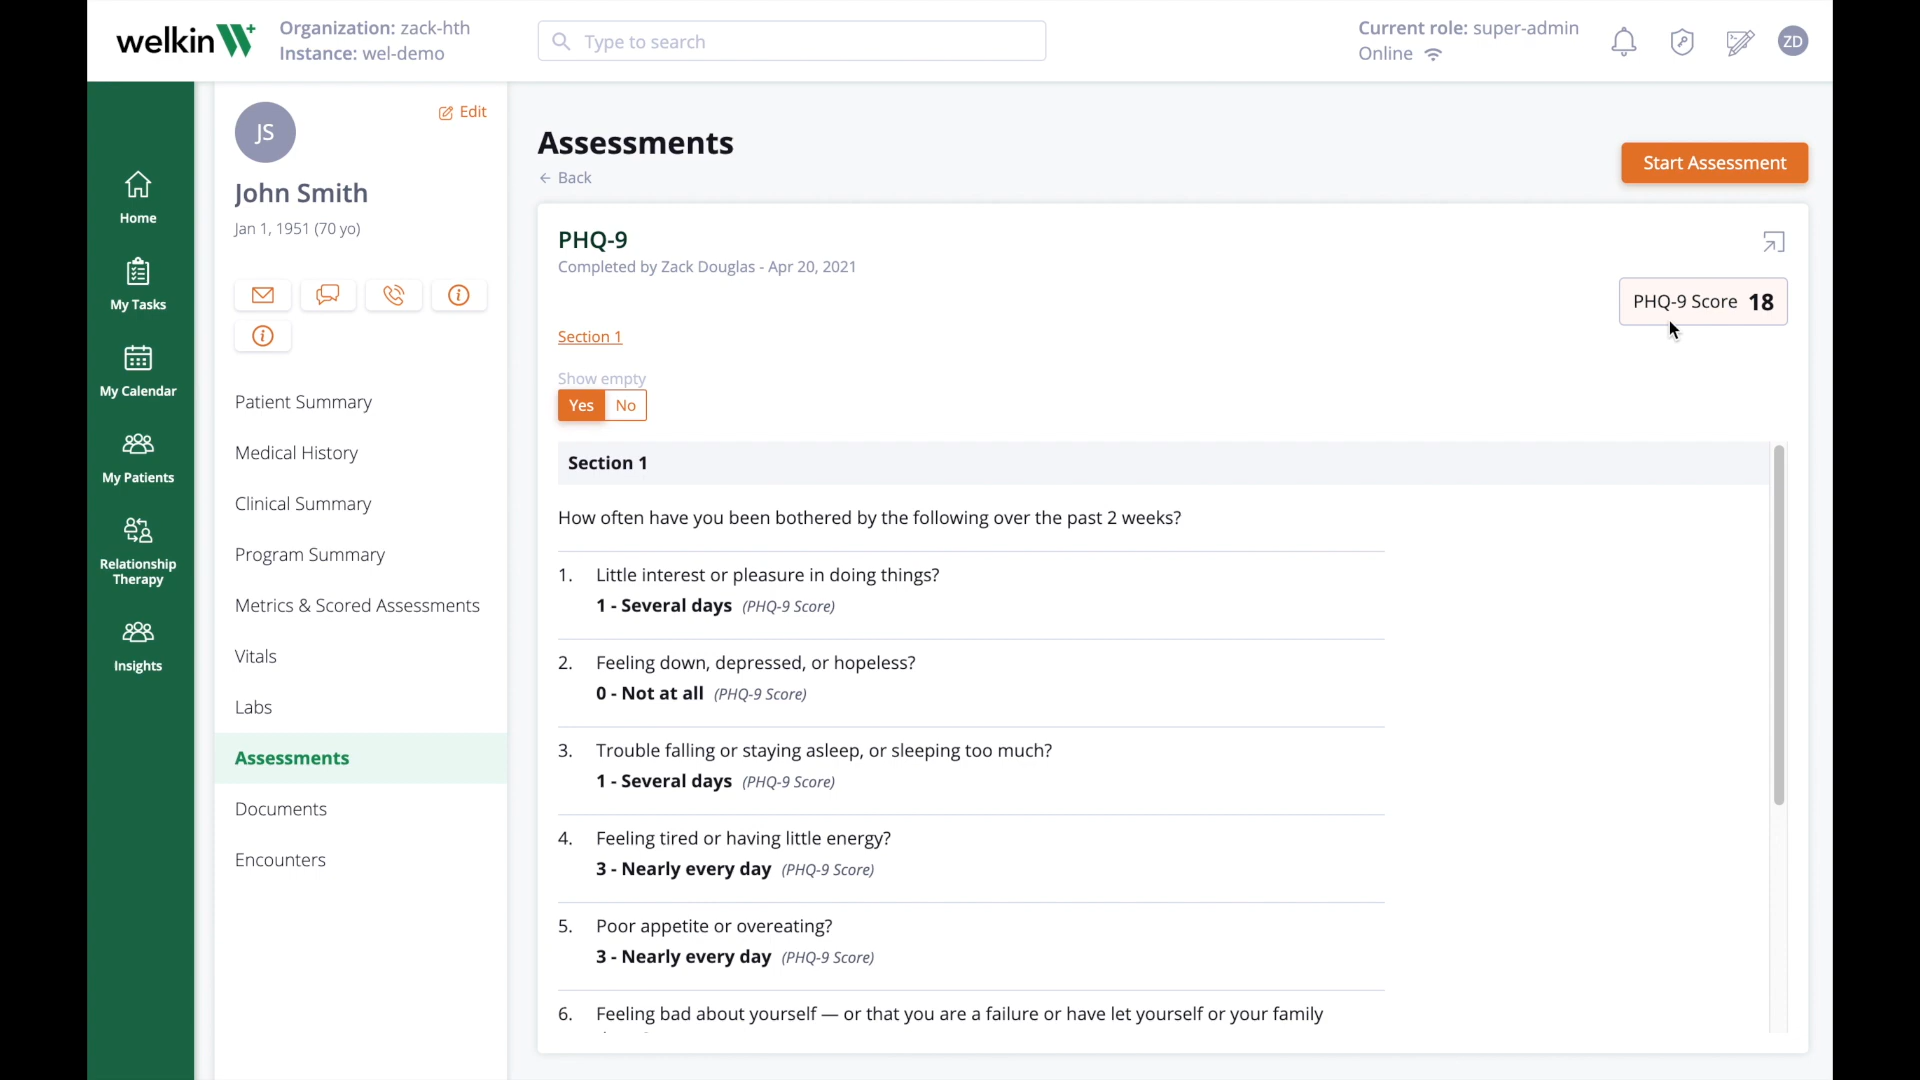 welkin
Organization: zack-hth
Instance: wel-demo
Type to search
Current role: super-admin
Online
ZD
Home
My Tasks
My Calendar
My Patients
Relationship
Therapy
Insights
JS
Edit
John Smith
Jan 1, 1951 (70 yo)
Patient Summary
Medical History
Clinical Summary
Program Summary
Metrics & Scored Assessments
Vitals
Labs
Assessments
Documents
Encounters
Assessments
← Back
Start Assessment
PHQ-9
Completed by Zack Douglas - Apr 20, 2021
PHQ-9 Score 18
Section 1
Show empty
Yes No
Section 1
How often have you been bothered by the following over the past 2 weeks?
1. Little interest or pleasure in doing things?
1 - Several days (PHQ-9 Score)
2. Feeling down, depressed, or hopeless?
0 - Not at all (PHQ-9 Score)
3. Trouble falling or staying asleep, or sleeping too much?
1 - Several days (PHQ-9 Score)
4. Feeling tired or having little energy?
3 - Nearly every day (PHQ-9 Score)
5. Poor appetite or overeating?
3 - Nearly every day (PHQ-9 Score)
6. Feeling bad about yourself — or that you are a failure or have let yourself or your family